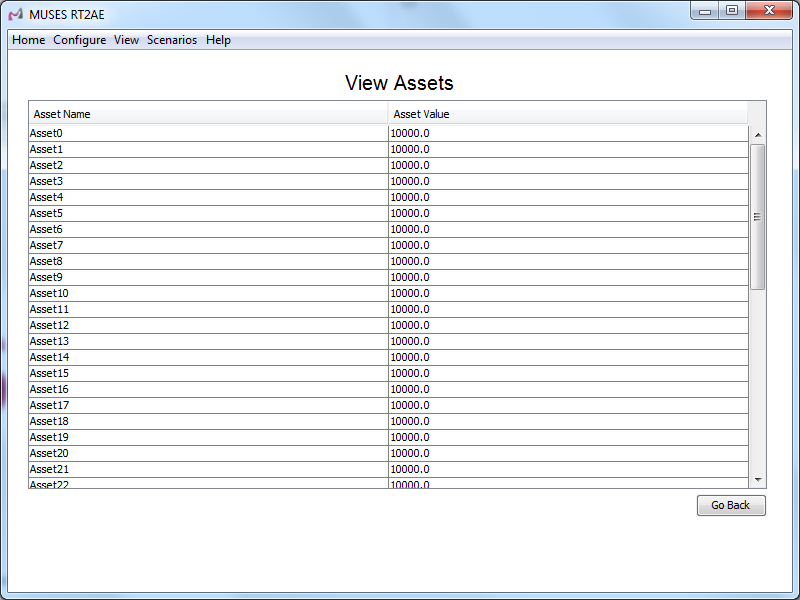 MUSES RT2AE
Home Configure View Scenarios Help
View Assets
Asset Name Asset Value
Asset0 10000.0
Asset1 10000.0
Asset2 10000.0
Asset3 10000.0
Asset4 10000.0
Asset5 10000.0
Asset6 10000.0
Asset7 10000.0
Asset8 10000.0
Asset9 10000.0
Asset10 10000.0
Asset11 10000.0
Asset12 10000.0
Asset13 10000.0
Asset14 10000.0
Asset15 10000.0
Asset16 10000.0
Asset17 10000.0
Asset18 10000.0
Asset19 10000.0
Asset20 10000.0
Asset21 10000.0
Asset22 10000.0
Go Back